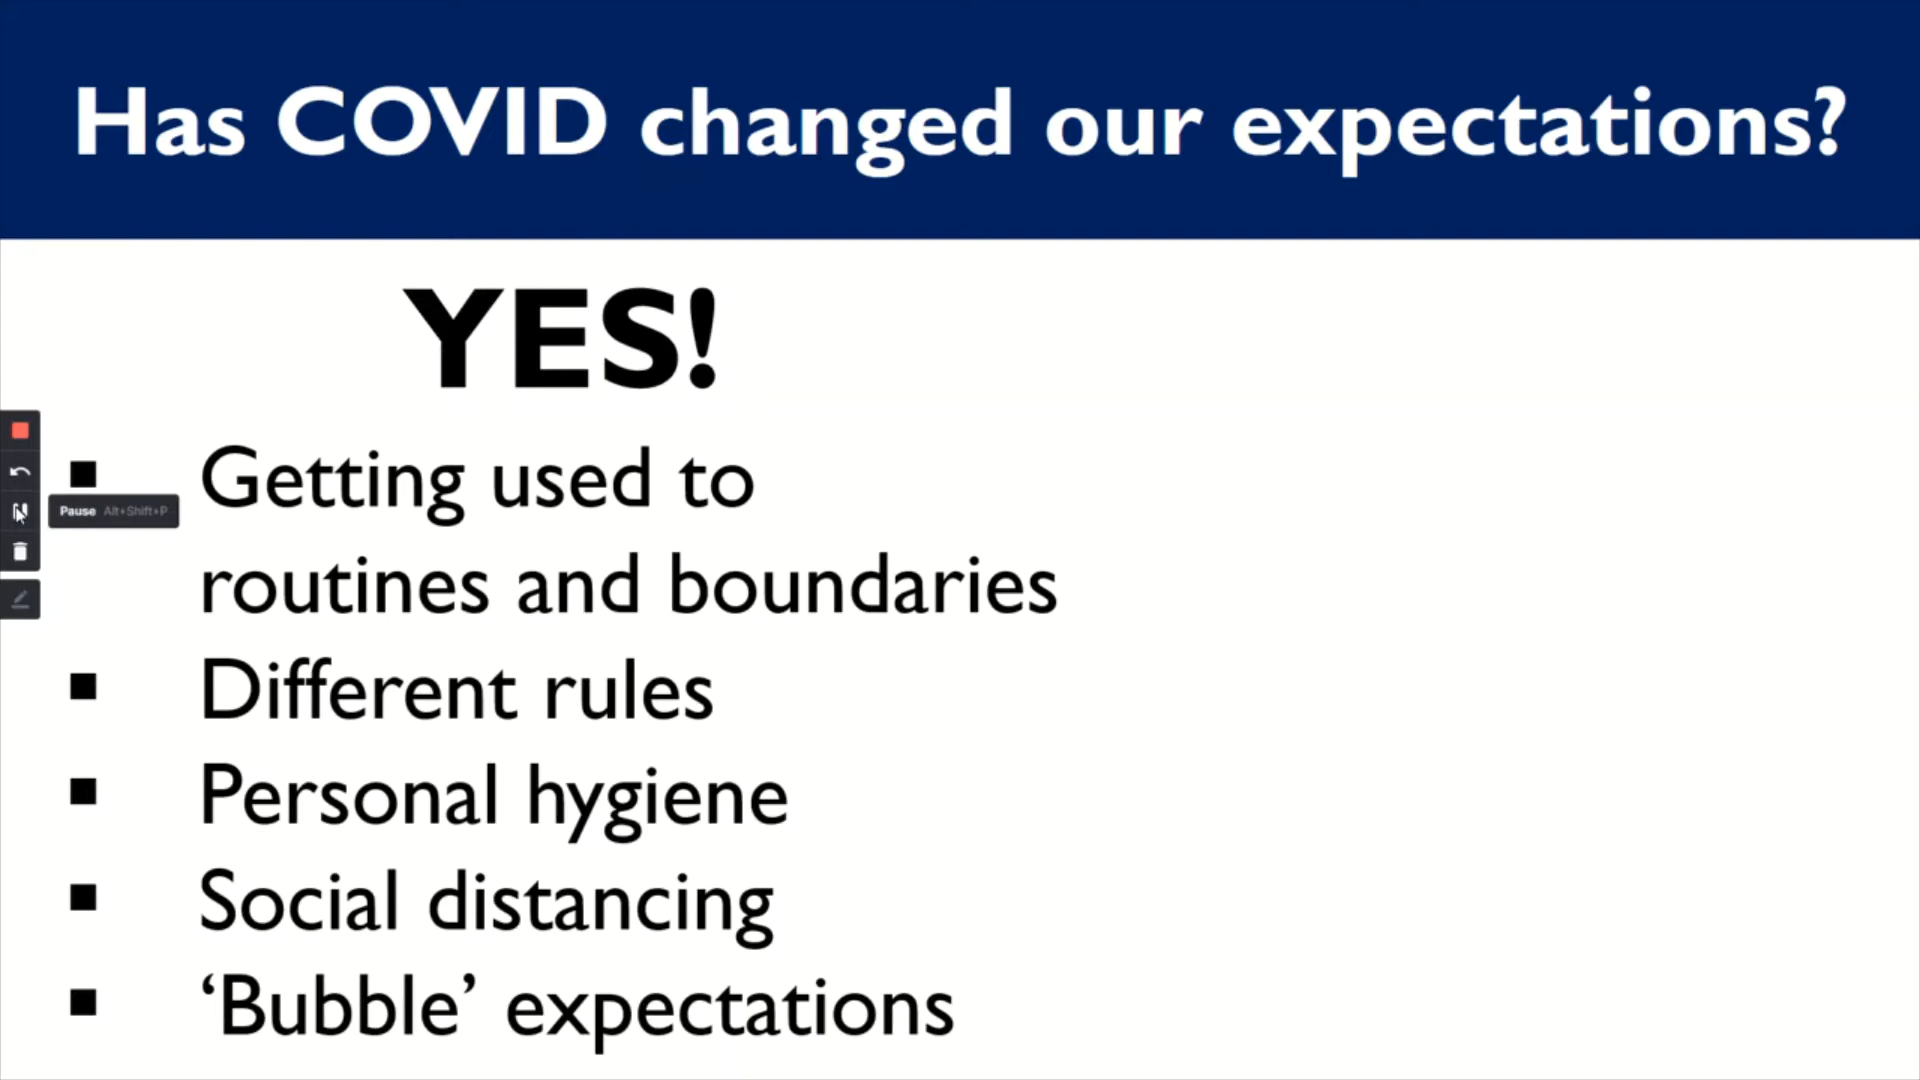 Has COVID changed our expectations?
YES!
▪ Getting used to
routines and boundaries
Pause Alt+Shift+P
▪ Different rules
▪ Personal hygiene
▪ Social distancing
▪ ‘Bubble’ expectations